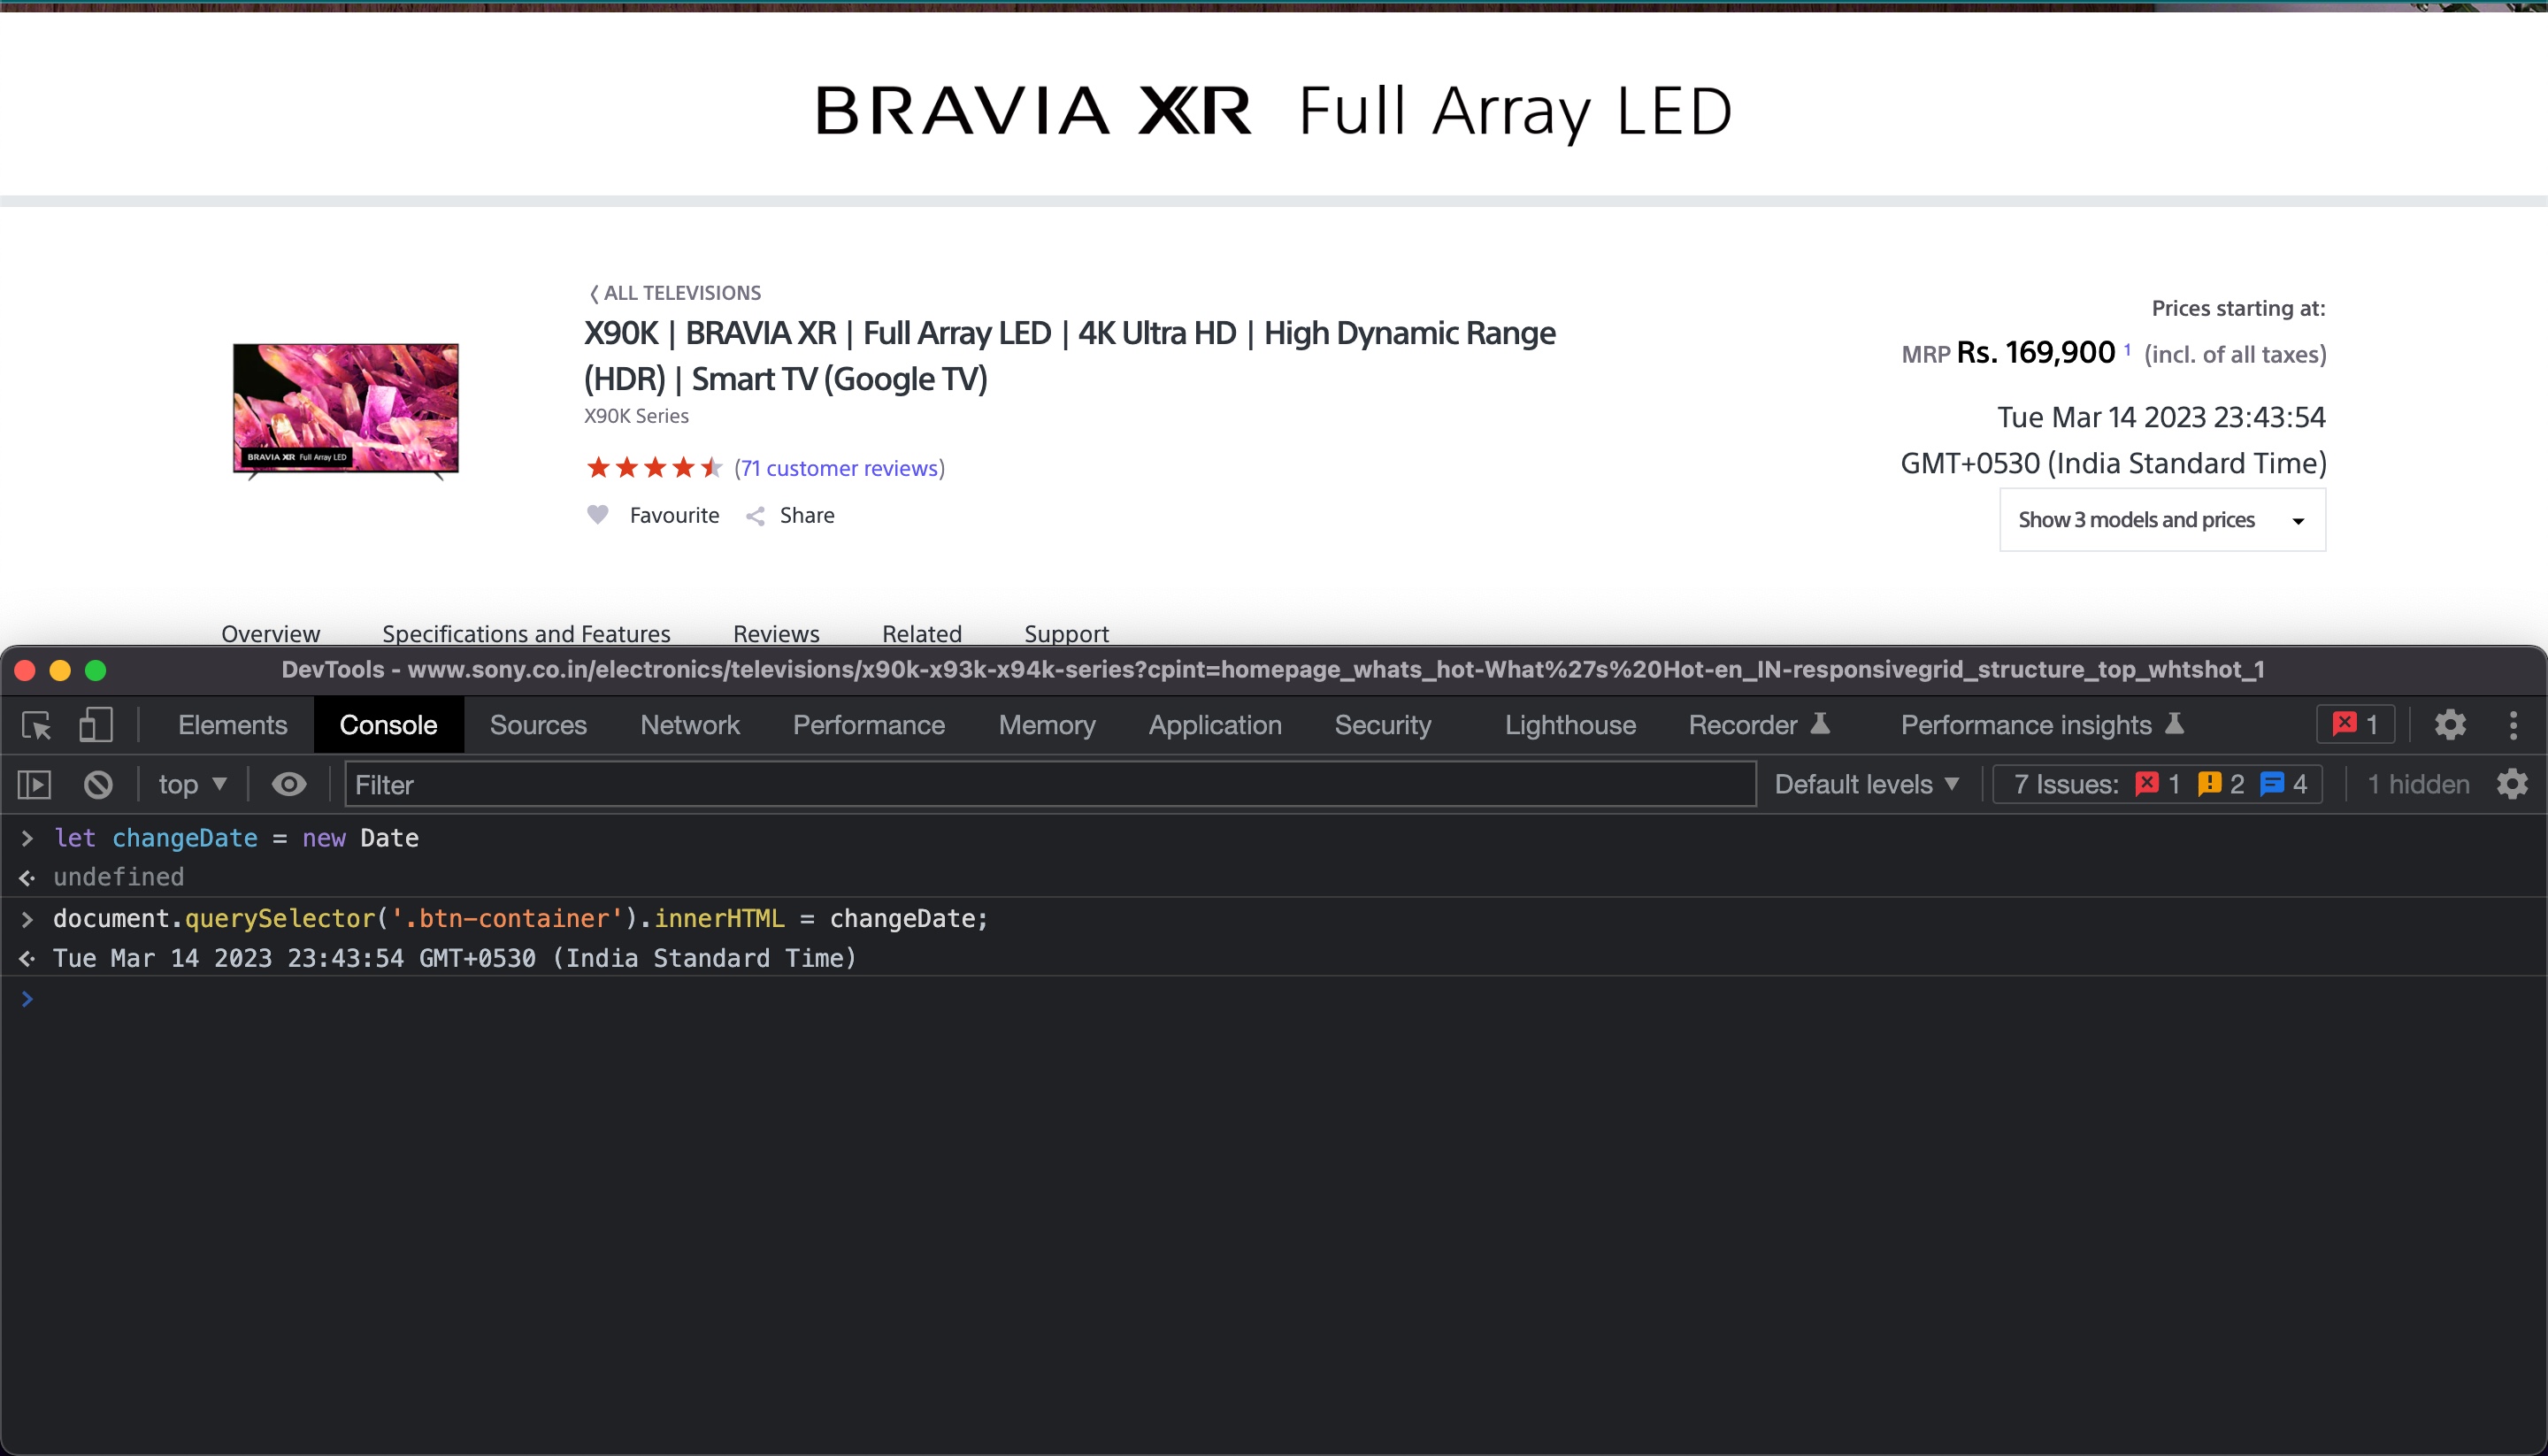 BRAVIA XR Full Array LED
ALL TELEVISIONS
X90K | BRAVIA XR | Full Array LED | 4K Ultra HD | High Dynamic Range
(HDR) | Smart TV (Google TV)
X90K Series
(71 customer reviews)
Favourite Share
BRAVIA XR Full Array LED
Prices starting at:
MRP Rs. 169,900 1 (incl. of all taxes)
Tue Mar 14 2023 23:43:54
GMT+0530 (India Standard Time)
Show 3 models and prices
Overview Specifications and Features Reviews Related Support
DevTools - www.sony.co.in/electronics/televisions/x90k-x93k-x94k-series?cpint=homepage_whats_hot-What%27s%20Hot-en_IN-responsivegrid_structure_top_whtshot_1
Elements Console Sources Network Performance Memory Application Security Lighthouse Recorder Performance insights 1
top Filter Default levels 7 Issues: 1 2 4 1 hidden
let changeDate = new Date
undefined
document.querySelector('.btn-container').innerHTML = changeDate;
Tue Mar 14 2023 23:43:54 GMT+0530 (India Standard Time)